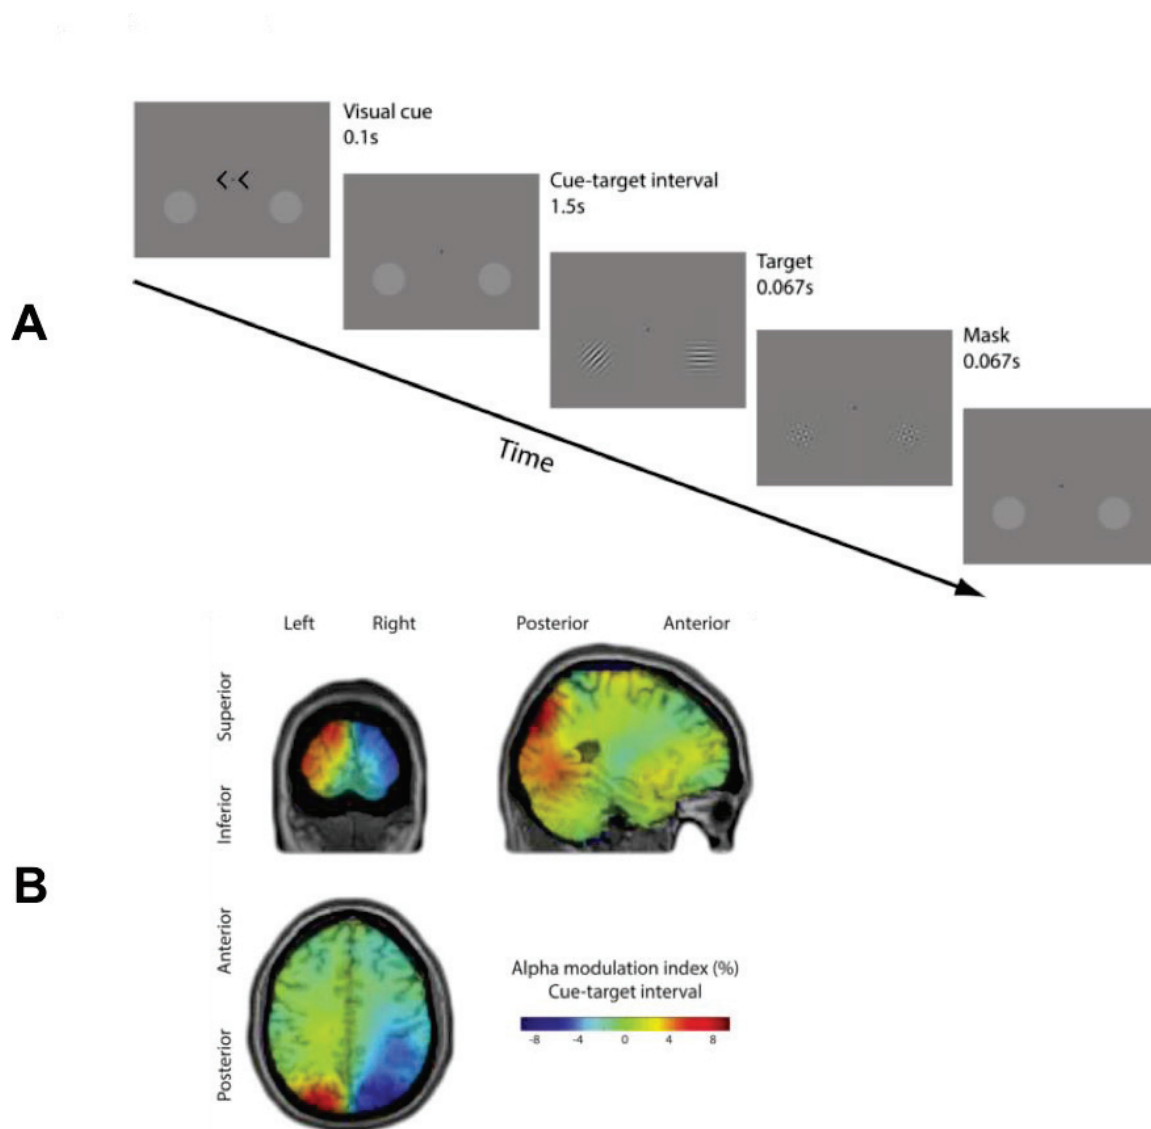 Visual cue
0.1s
Cue-target interval
1.5s
Target
0.067s
Mask
0.067s
A
Time
Left Right
Posterior Anterior
Superior
Inferior
B
Anterior
Posterior
Alpha modulation index (%)
Cue-target interval
-8 -4 0 4 8